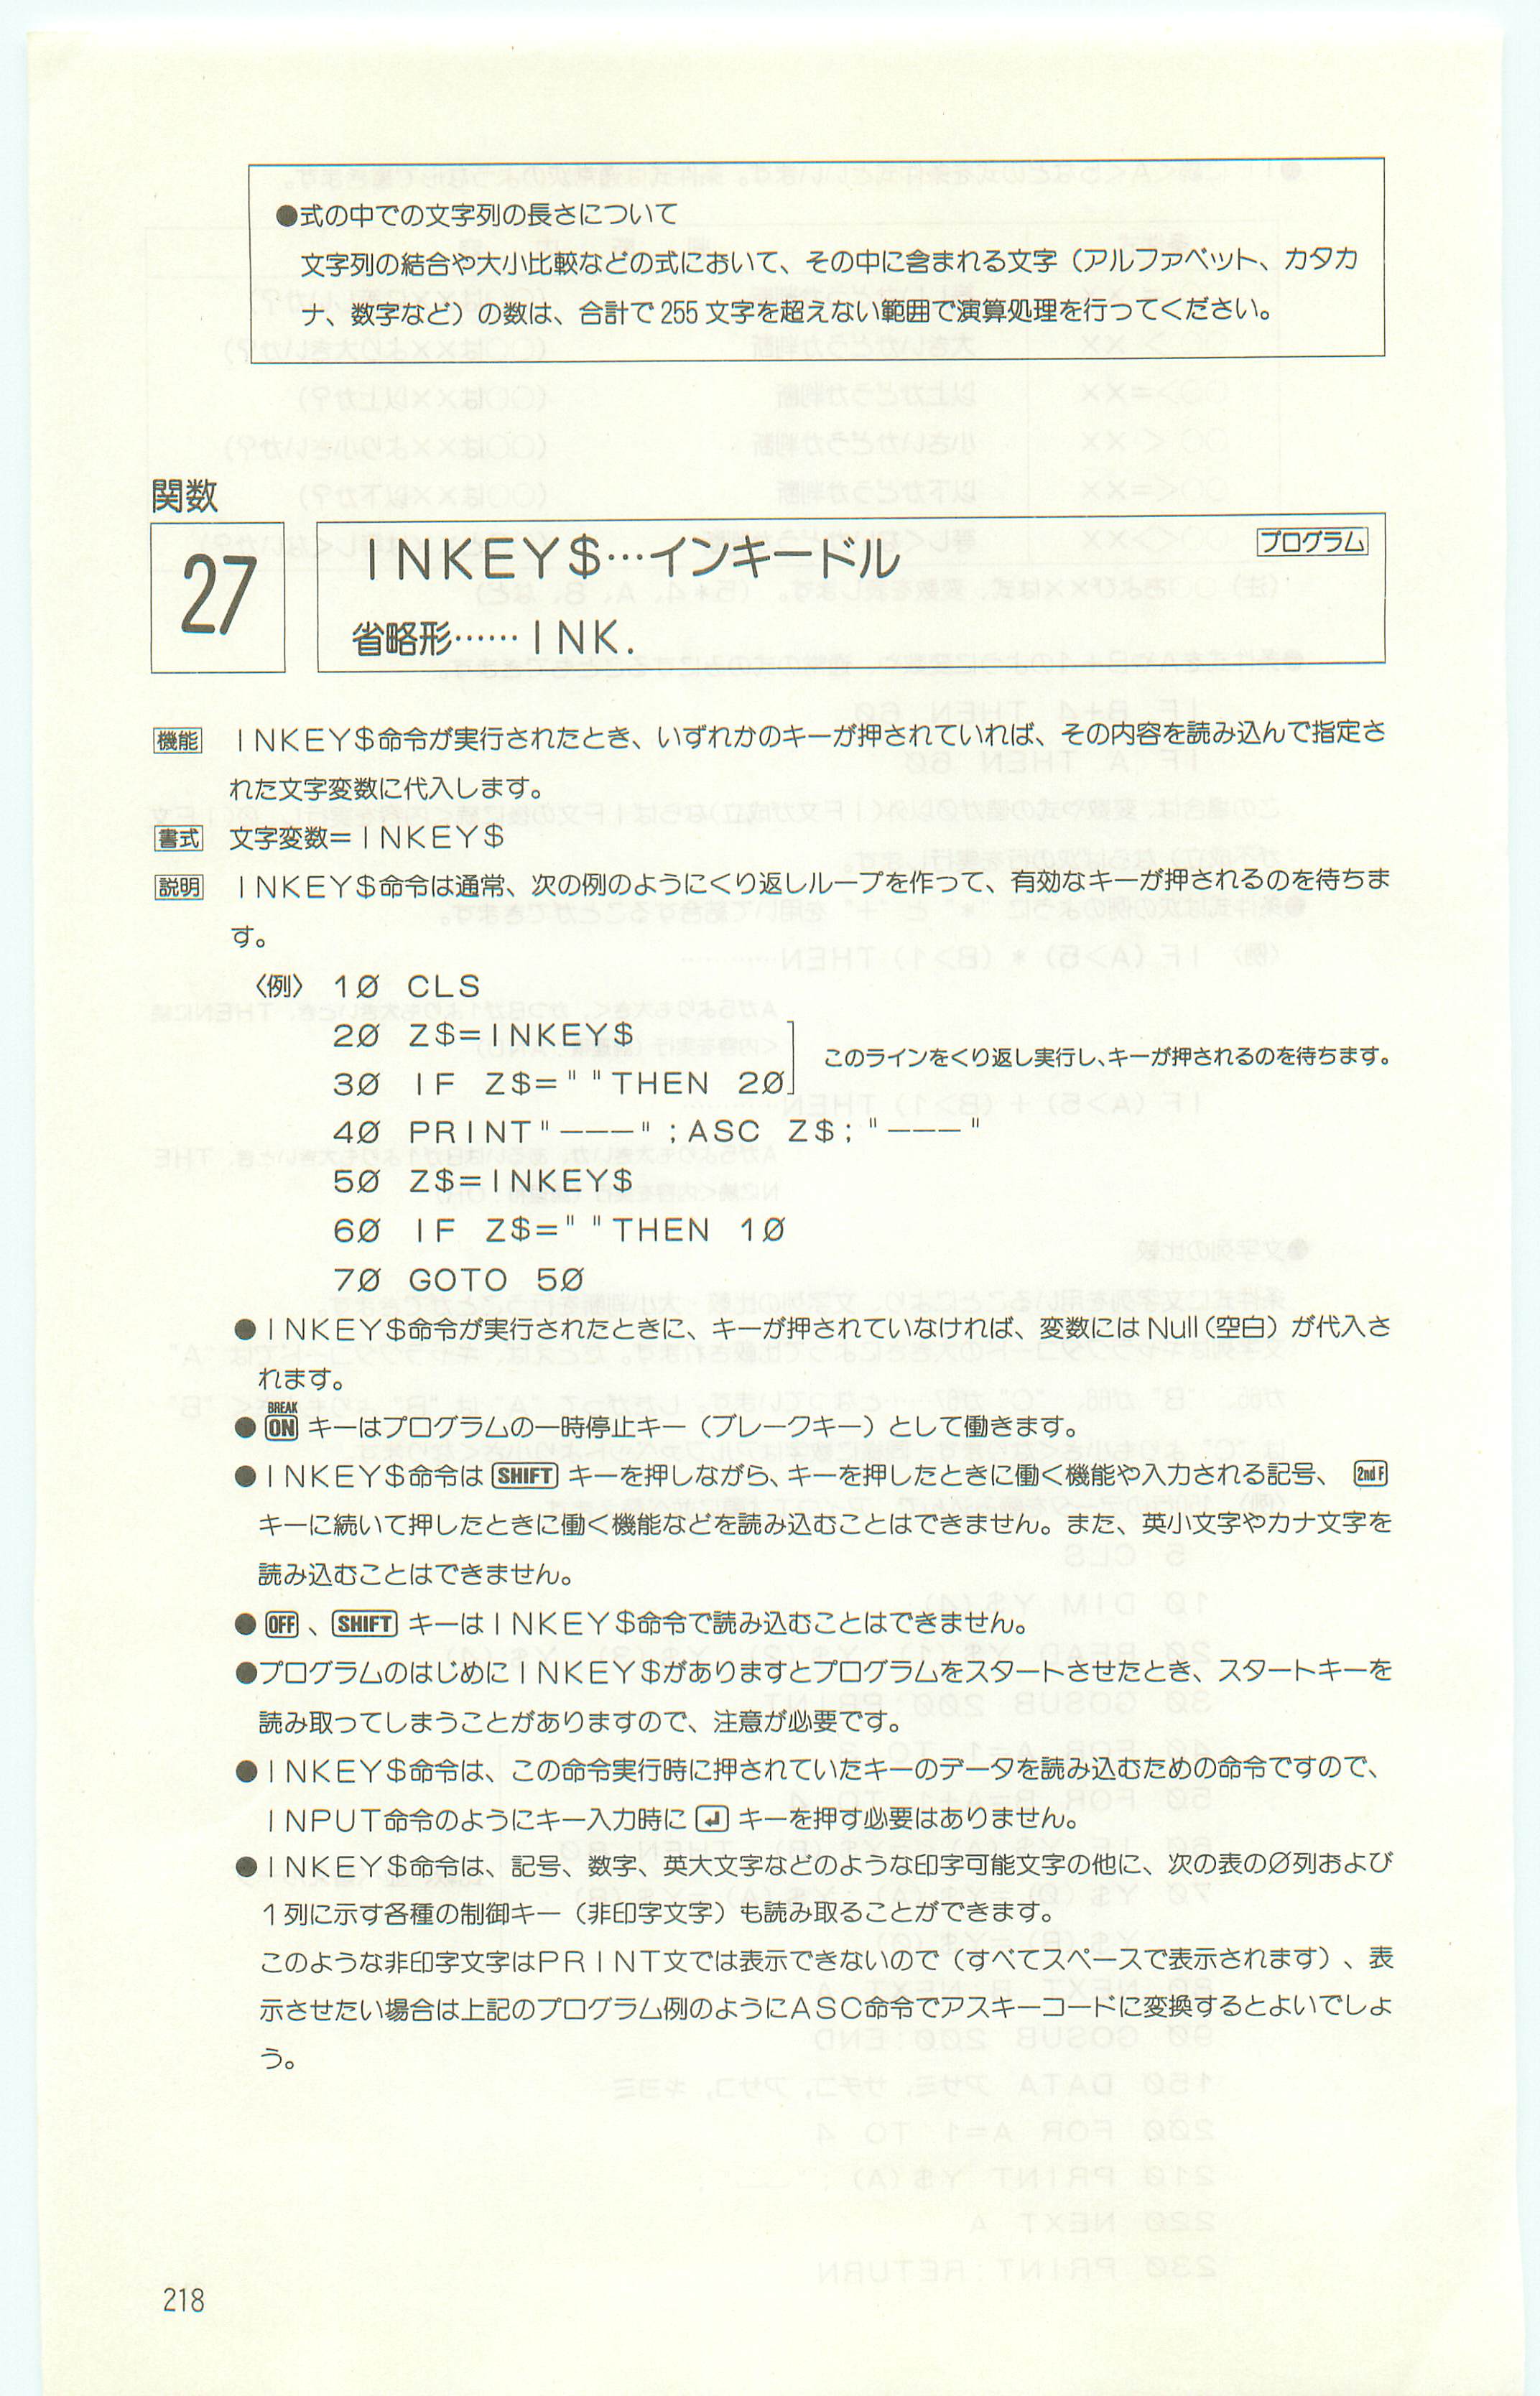 ●式の中での文字列の長さについて
文字列の結合や大小比較などの式において、その中に含まれる文字（アルファベット、カタカ
ナ、数字など）の数は、合計で255文字を超えない範囲で演算処理を行ってください。
関数
27
INKEY$…インキードル
プログラム
省略形……INK.
機能 INKEY$命令が実行されたとき、いずれかのキーが押されていれば、その内容を読み込んで指定さ
れた文字変数に代入します。
書式 文字変数=INKEY$
説明 INKEY$命令は通常、次の例のようにくり返しループを作って、有効なキーが押されるのを待ちま
す。
〈例〉 10 CLS
20 Z$=INKEY$
30 IF Z$=""THEN 20
このラインをくり返し実行し、キーが押されるのを待ちます。
40 PRINT"―――";ASC Z$;"―――"
50 Z$=INKEY$
60 IF Z$=""THEN 10
70 GOTO 50
●INKEY$命令が実行されたときに、キーが押されていなければ、変数にはNull(空白）が代入さ
れます。
BREAK
●ON キーはプログラムの一時停止キー（ブレークキー）として働きます。
●INKEY$命令は SHIFT キーを押しながら、キーを押したときに働く機能や入力される記号、 2nd F
キーに続いて押したときに働く機能などを読み込むことはできません。また、英小文字やカナ文字を
読み込むことはできません。
●OFF 、SHIFT キーはINKEY$命令で読み込むことはできません。
●プログラムのはじめにINKEY$がありますとプログラムをスタートさせたとき、スタートキーを
読み取ってしまうことがありますので、注意が必要です。
●INKEY$命令は、この命令実行時に押されていたキーのデータを読み込むための命令ですので、
INPUT命令のようにキー入力時に ↲ キーを押す必要はありません。
●INKEY$命令は、記号、数字、英大文字などのような印字可能文字の他に、次の表の0列および
1列に示す各種の制御キー（非印字文字）も読み取ることができます。
このような非印字文字はPRINT文では表示できないので（すべてスペースで表示されます）、表
示させたい場合は上記のプログラム例のようにASC命令でアスキーコードに変換するとよいでしょ
う。
218